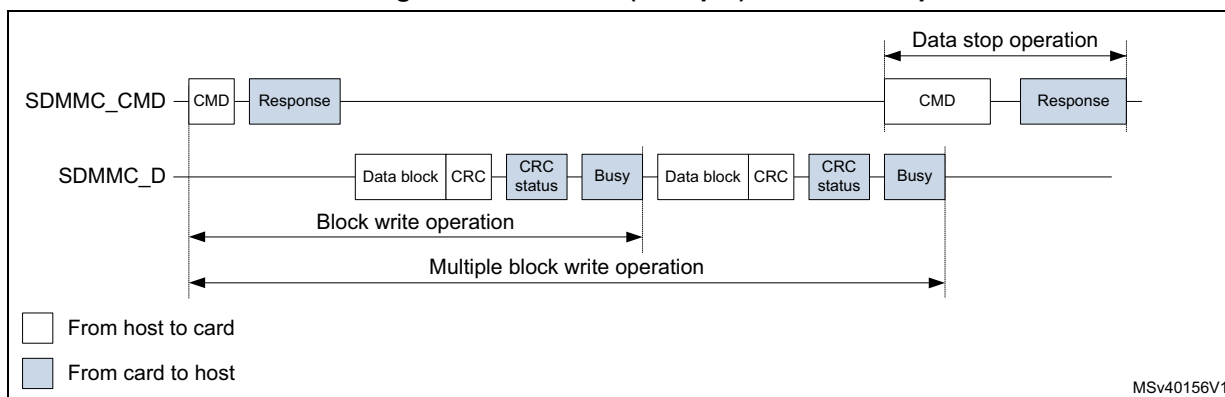 Data stop operation
SDMMC_CMD CMD Response CMD Response
SDMMC_D Data block CRC CRC status Busy Data block CRC CRC status Busy
Block write operation
Multiple block write operation
From host to card
From card to host
MSv40156V1